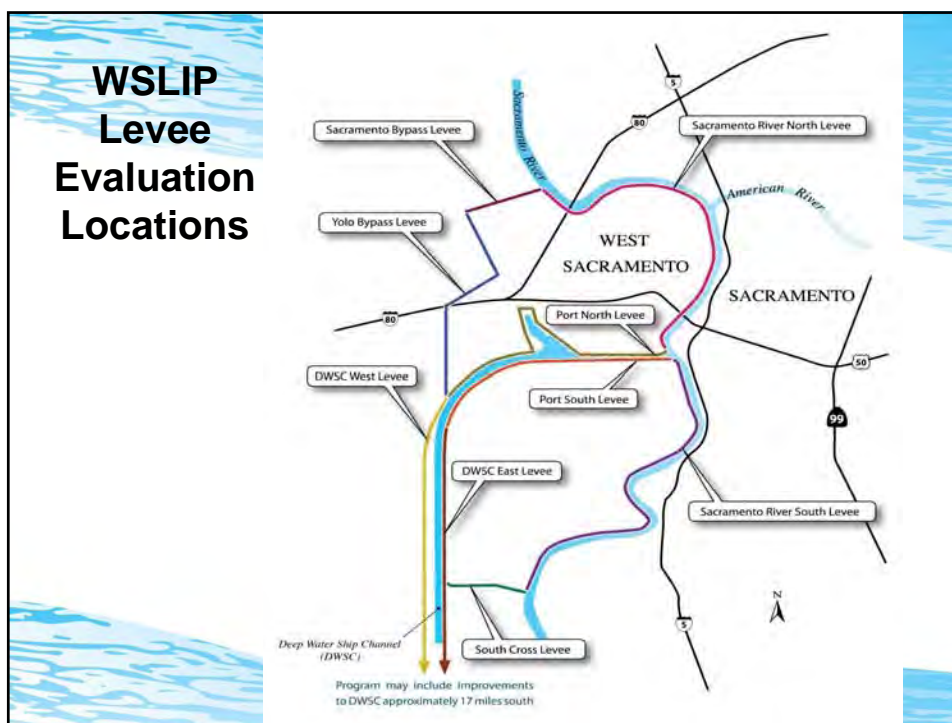 WSLIP
Levee
Evaluation
Locations
Sacramento Bypass Levee
Sacramento River
5
80
Sacramento River North Levee
American River
Yolo Bypass Levee
WEST
SACRAMENTO
SACRAMENTO
80
Port North Levee
50
DWSC West Levee
Port South Levee
99
DWSC East Levee
Sacramento River South Levee
N
Deep Water Ship Channel
(DWSC)
South Cross Levee
5
Program may include improvements
to DWSC approximately 17 miles south